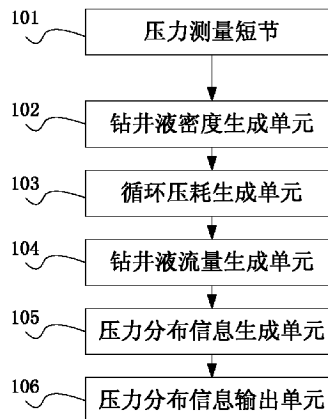 101
压力测量短节
102
钻井液密度生成单元
103
循环压耗生成单元
104
钻井液流量生成单元
105
压力分布信息生成单元
106
压力分布信息输出单元